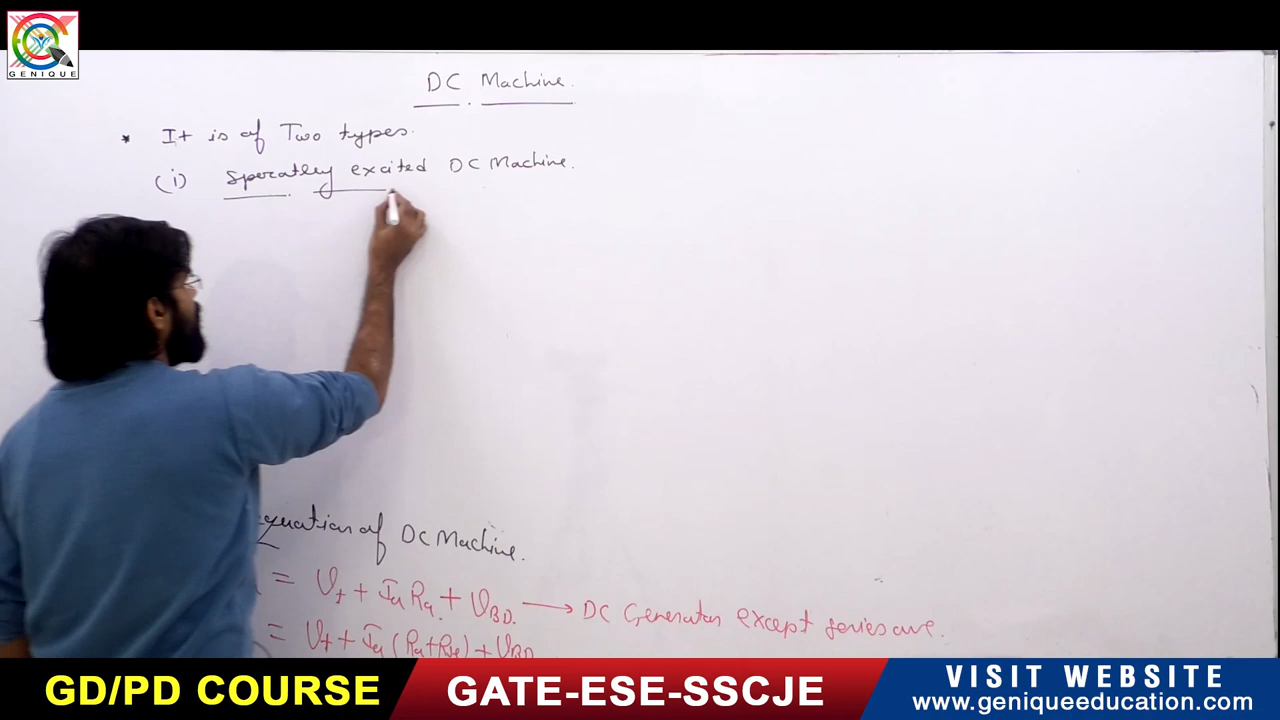 GENIQUE
DC Machine.
* It is of Two types.
(i) Speratley excited DC Machine.
equation of DC Machine.
= Vt + Ia Ra + VBD. → DC Generator except series one.
= Vt + Ia (Ra+Rse) + VBD
GD/PD COURSE
GATE-ESE-SSCJE
VISIT WEBSITE
www.geniqueeducation.com